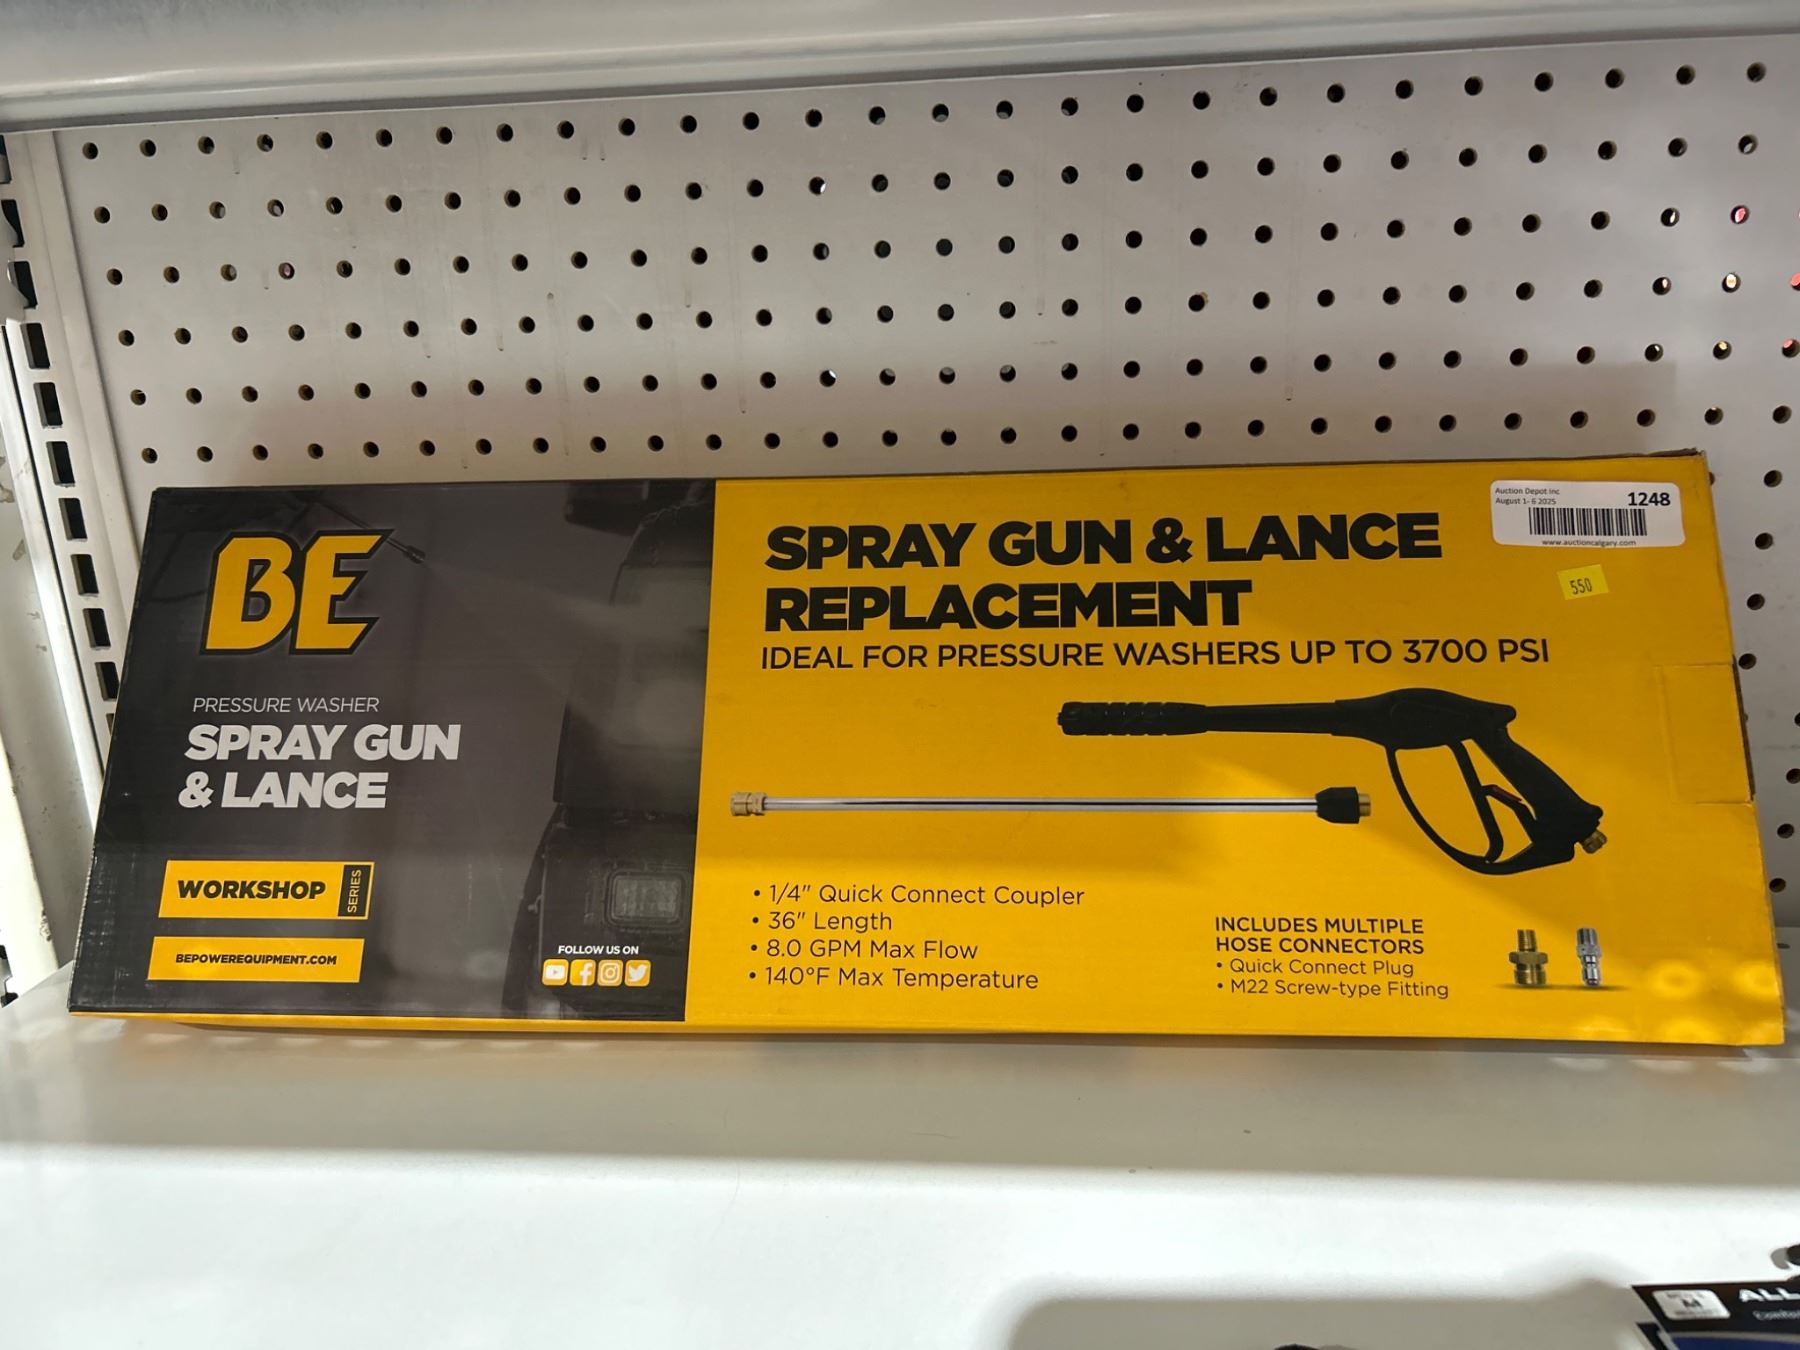 BE
PRESSURE WASHER
SPRAY GUN
& LANCE
WORKSHOP
SERIES
BEPOWEREQUIPMENT.COM
FOLLOW US ON
SPRAY GUN & LANCE
REPLACEMENT
IDEAL FOR PRESSURE WASHERS UP TO 3700 PSI
• 1/4" Quick Connect Coupler
• 36" Length
• 8.0 GPM Max Flow
• 140°F Max Temperature
INCLUDES MULTIPLE
HOSE CONNECTORS
• Quick Connect Plug
• M22 Screw-type Fitting
Auction Depot Inc
August 1- 6 2025
1248
www.auctioncalgary.com
550
M
ALL